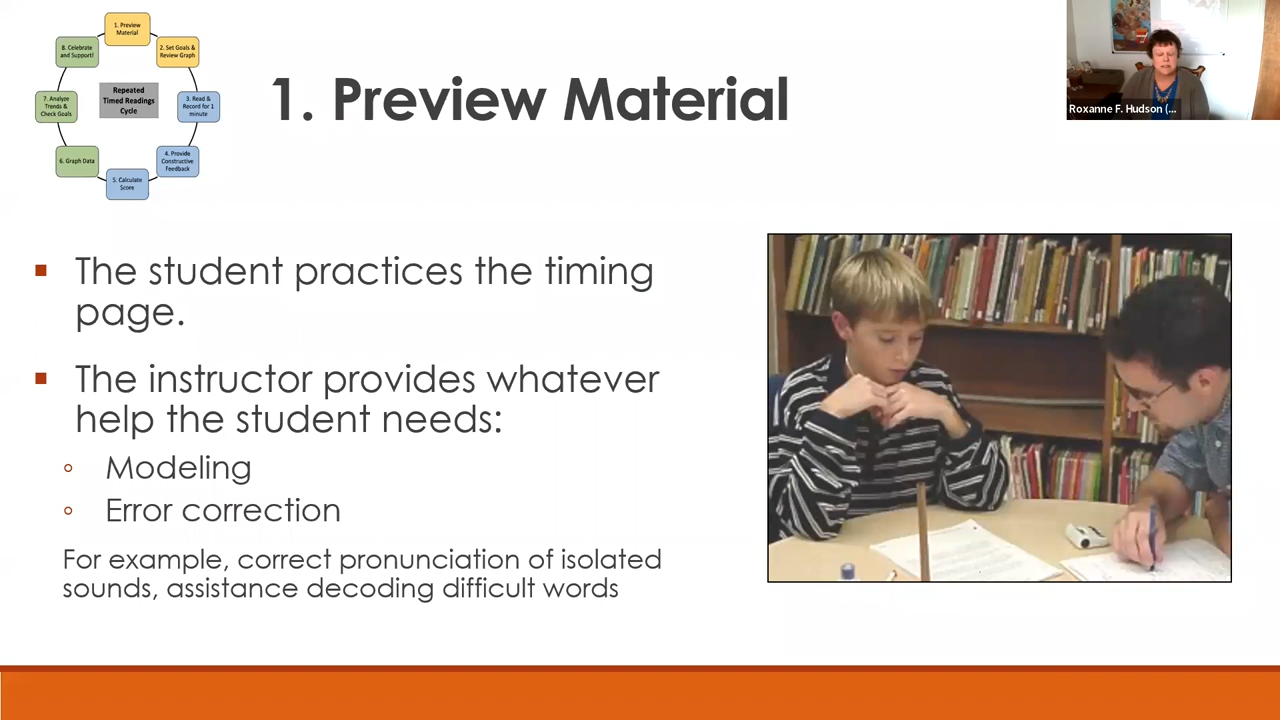 1. Preview
Material
8. Celebrate
and Support!
2. Set Goals &
Review Graph
7. Analyze
Trends &
Check Goals
Repeated
Timed Readings
Cycle
3. Read &
Record for 1
minute
6. Graph Data
4. Provide
Constructive
Feedback
5. Calculate
Score
1. Preview Material
Roxanne F. Hudson (...
The student practices the timing
page.
The instructor provides whatever
help the student needs:
Modeling
Error correction
For example, correct pronunciation of isolated
sounds, assistance decoding difficult words